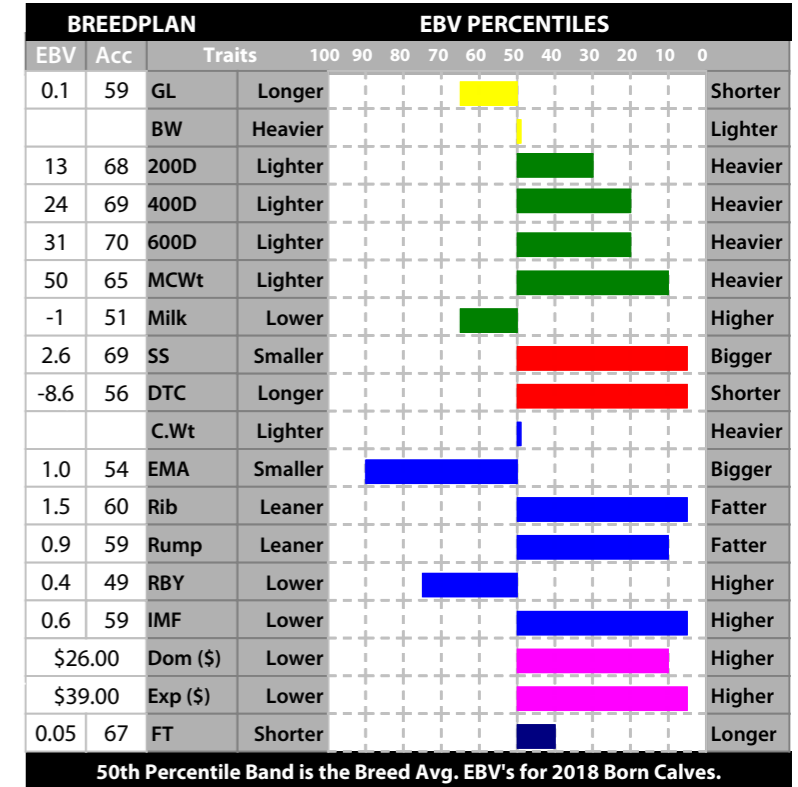 BREEDPLAN EBV PERCENTILES
EBV Acc Traits 100 90 80 70 60 50 40 30 20 10 0
0.1 59 GL Longer Shorter
BW Heavier Lighter
13 68 200D Lighter Heavier
24 69 400D Lighter Heavier
31 70 600D Lighter Heavier
50 65 MCWt Lighter Heavier
-1 51 Milk Lower Higher
2.6 69 SS Smaller Bigger
-8.6 56 DTC Longer Shorter
C.Wt Lighter Heavier
1.0 54 EMA Smaller Bigger
1.5 60 Rib Leaner Fatter
0.9 59 Rump Leaner Fatter
0.4 49 RBY Lower Higher
0.6 59 IMF Lower Higher
$26.00 Dom ($) Lower Higher
$39.00 Exp ($) Lower Higher
0.05 67 FT Shorter Longer
50th Percentile Band is the Breed Avg. EBV's for 2018 Born Calves.